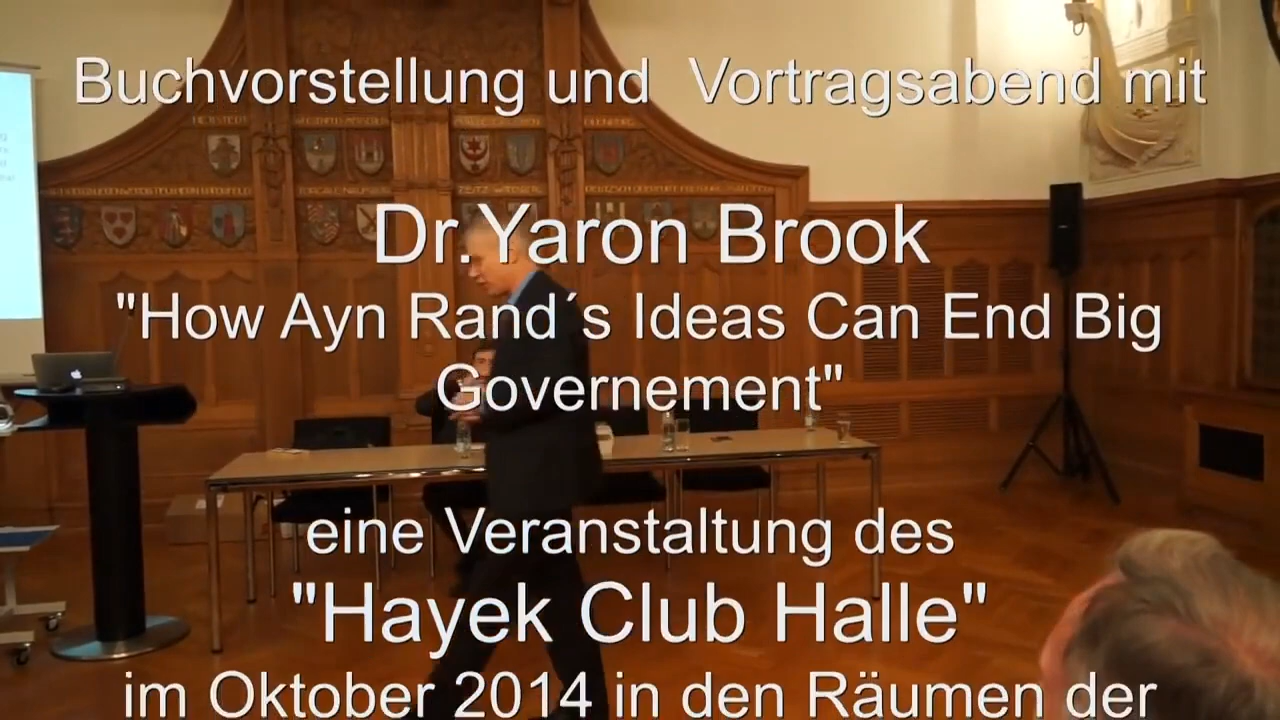 Buchvorstellung und Vortragsabend mit
Dr.Yaron Brook
"How Ayn Rand´s Ideas Can End Big
Governement"
eine Veranstaltung des
"Hayek Club Halle"
im Oktober 2014 in den Räumen der